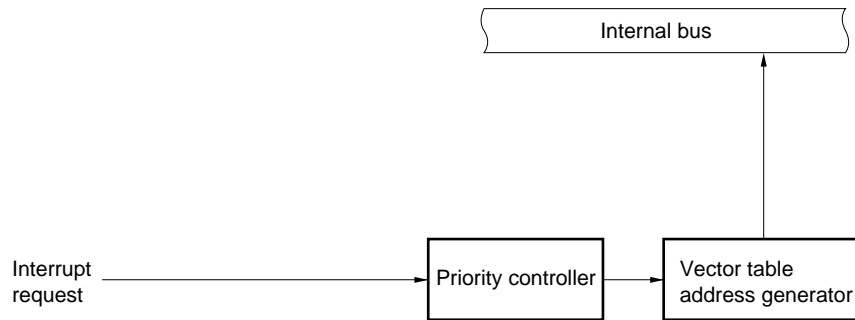 Internal bus
Interrupt
request
Priority controller
Vector table
address generator